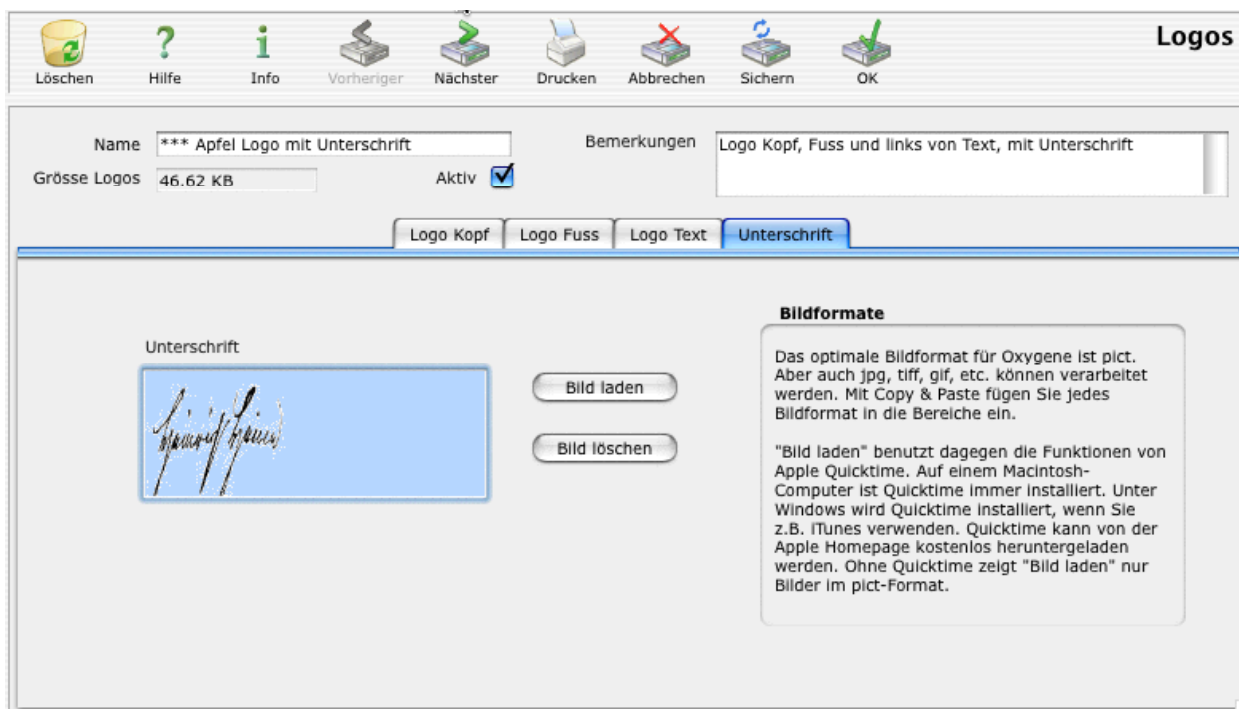 Logos
Löschen
Hilfe
Info
Vorheriger
Nächster
Drucken
Abbrechen
Sichern
OK
Name
*** Apfel Logo mit Unterschrift
Bemerkungen
Logo Kopf, Fuss und links von Text, mit Unterschrift
Grösse Logos
46.62 KB
Aktiv
Logo Kopf
Logo Fuss
Logo Text
Unterschrift
Unterschrift
Bild laden
Bild löschen
Bildformate
Das optimale Bildformat für Oxygene ist pict.
Aber auch jpg, tiff, gif, etc. können verarbeitet
werden. Mit Copy & Paste fügen Sie jedes
Bildformat in die Bereiche ein.
"Bild laden" benutzt dagegen die Funktionen von
Apple Quicktime. Auf einem Macintosh-
Computer ist Quicktime immer installiert. Unter
Windows wird Quicktime installiert, wenn Sie
z.B. iTunes verwenden. Quicktime kann von der
Apple Homepage kostenlos heruntergeladen
werden. Ohne Quicktime zeigt "Bild laden" nur
Bilder im pict-Format.